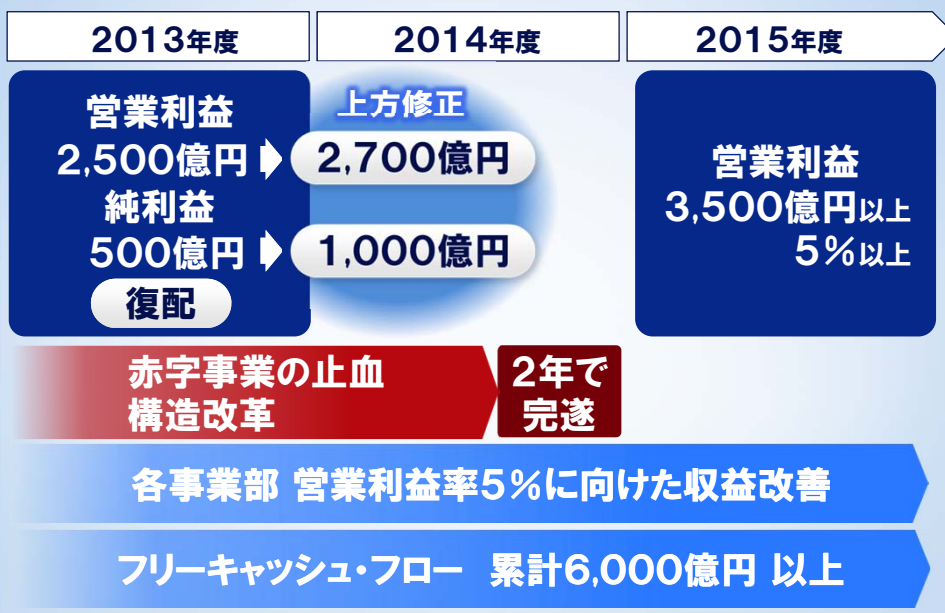 2013年度
2014年度
2015年度
営業利益
2,500億円
純利益
500億円
復配
上方修正
2,700億円
1,000億円
営業利益
3,500億円以上
5%以上
赤字事業の止血
構造改革
2年で
完遂
各事業部 営業利益率5%に向けた収益改善
フリーキャッシュ・フロー 累計6,000億円 以上